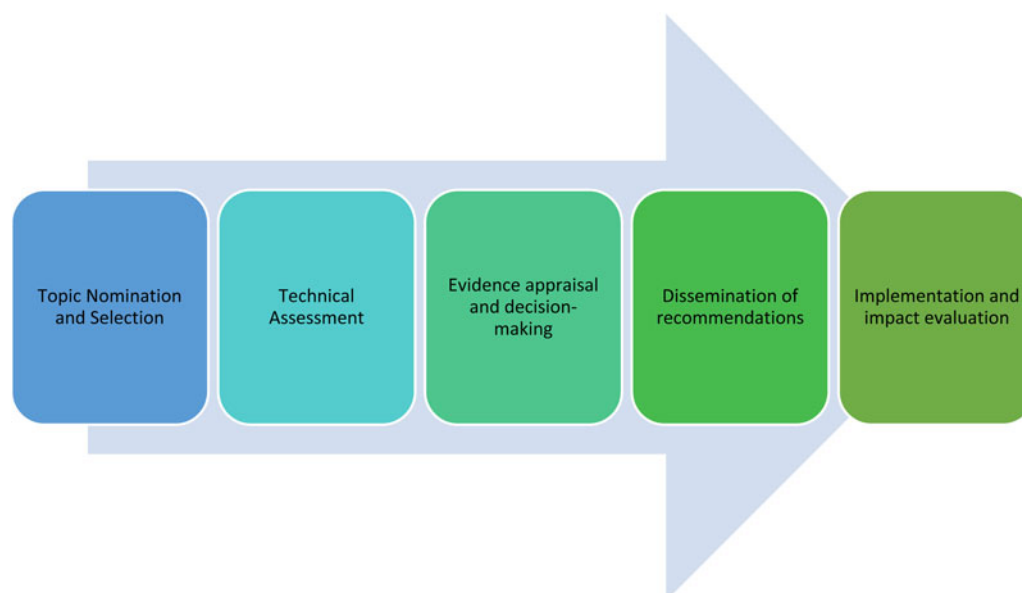 Topic Nomination
and Selection
Technical
Assessment
Evidence appraisal
and decision-
making
Dissemination of
recommendations
Implementation and
impact evaluation